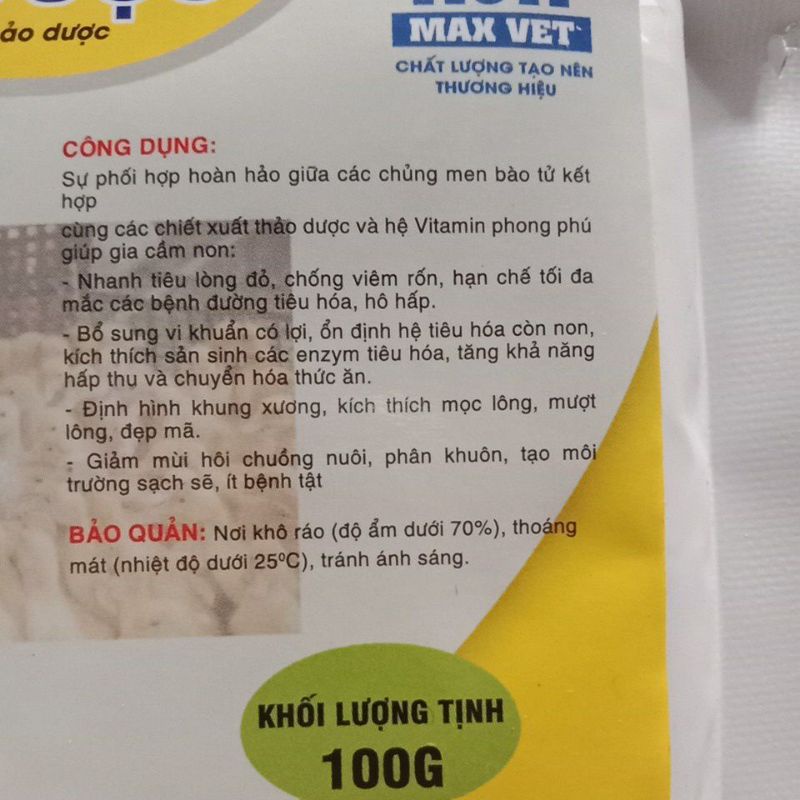 ảo dược
MAX VET
CHẤT LƯỢNG TẠO NÊN
THƯƠNG HIỆU
CÔNG DỤNG:
Sự phối hợp hoàn hảo giữa các chủng men bào tử kết
hợp
cùng các chiết xuất thảo dược và hệ Vitamin phong phú
giúp gia cầm non:
- Nhanh tiêu lòng đỏ, chống viêm rốn, hạn chế tối đa
mắc các bệnh đường tiêu hóa, hô hấp.
- Bổ sung vi khuẩn có lợi, ổn định hệ tiêu hóa còn non,
kích thích sản sinh các enzym tiêu hóa, tăng khả năng
hấp thu và chuyển hóa thức ăn.
- Định hình khung xương, kích thích mọc lông, mượt
lông, đẹp mã.
- Giảm mùi hôi chuồng nuôi, phân khuôn, tạo môi
trường sạch sẽ, ít bệnh tật
BẢO QUẢN: Nơi khô ráo (độ ẩm dưới 70%), thoáng
mát (nhiệt độ dưới 25ºC), tránh ánh sáng.
KHỐI LƯỢNG TỊNH
100G